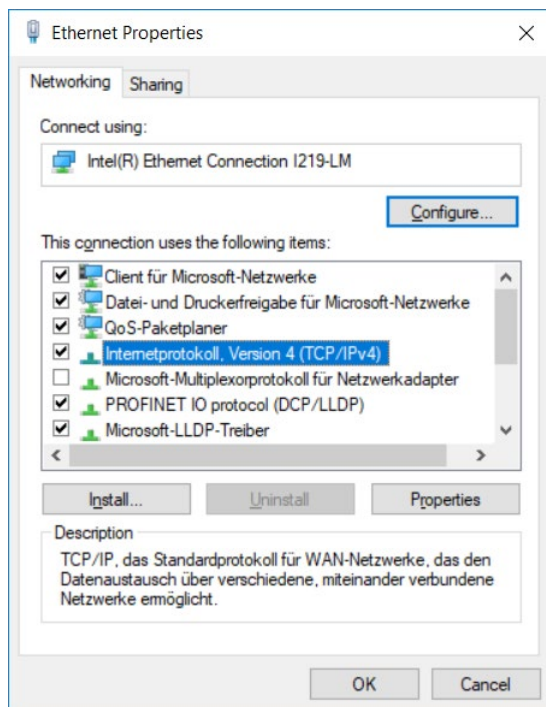 Ethernet Properties
Networking
Sharing
Connect using:
Intel(R) Ethernet Connection I219-LM
Configure...
This connection uses the following items:
Client für Microsoft-Netzwerke
Datei- und Druckerfreigabe für Microsoft-Netzwerke
QoS-Paketplaner
Internetprotokoll, Version 4 (TCP/IPv4)
Microsoft-Multiplexorprotokoll für Netzwerkadapter
PROFINET IO protocol (DCP/LLDP)
Microsoft-LLDP-Treiber
Install...
Uninstall
Properties
Description
TCP/IP, das Standardprotokoll für WAN-Netzwerke, das den
Datenaustausch über verschiedene, miteinander verbundene
Netzwerke ermöglicht.
OK
Cancel